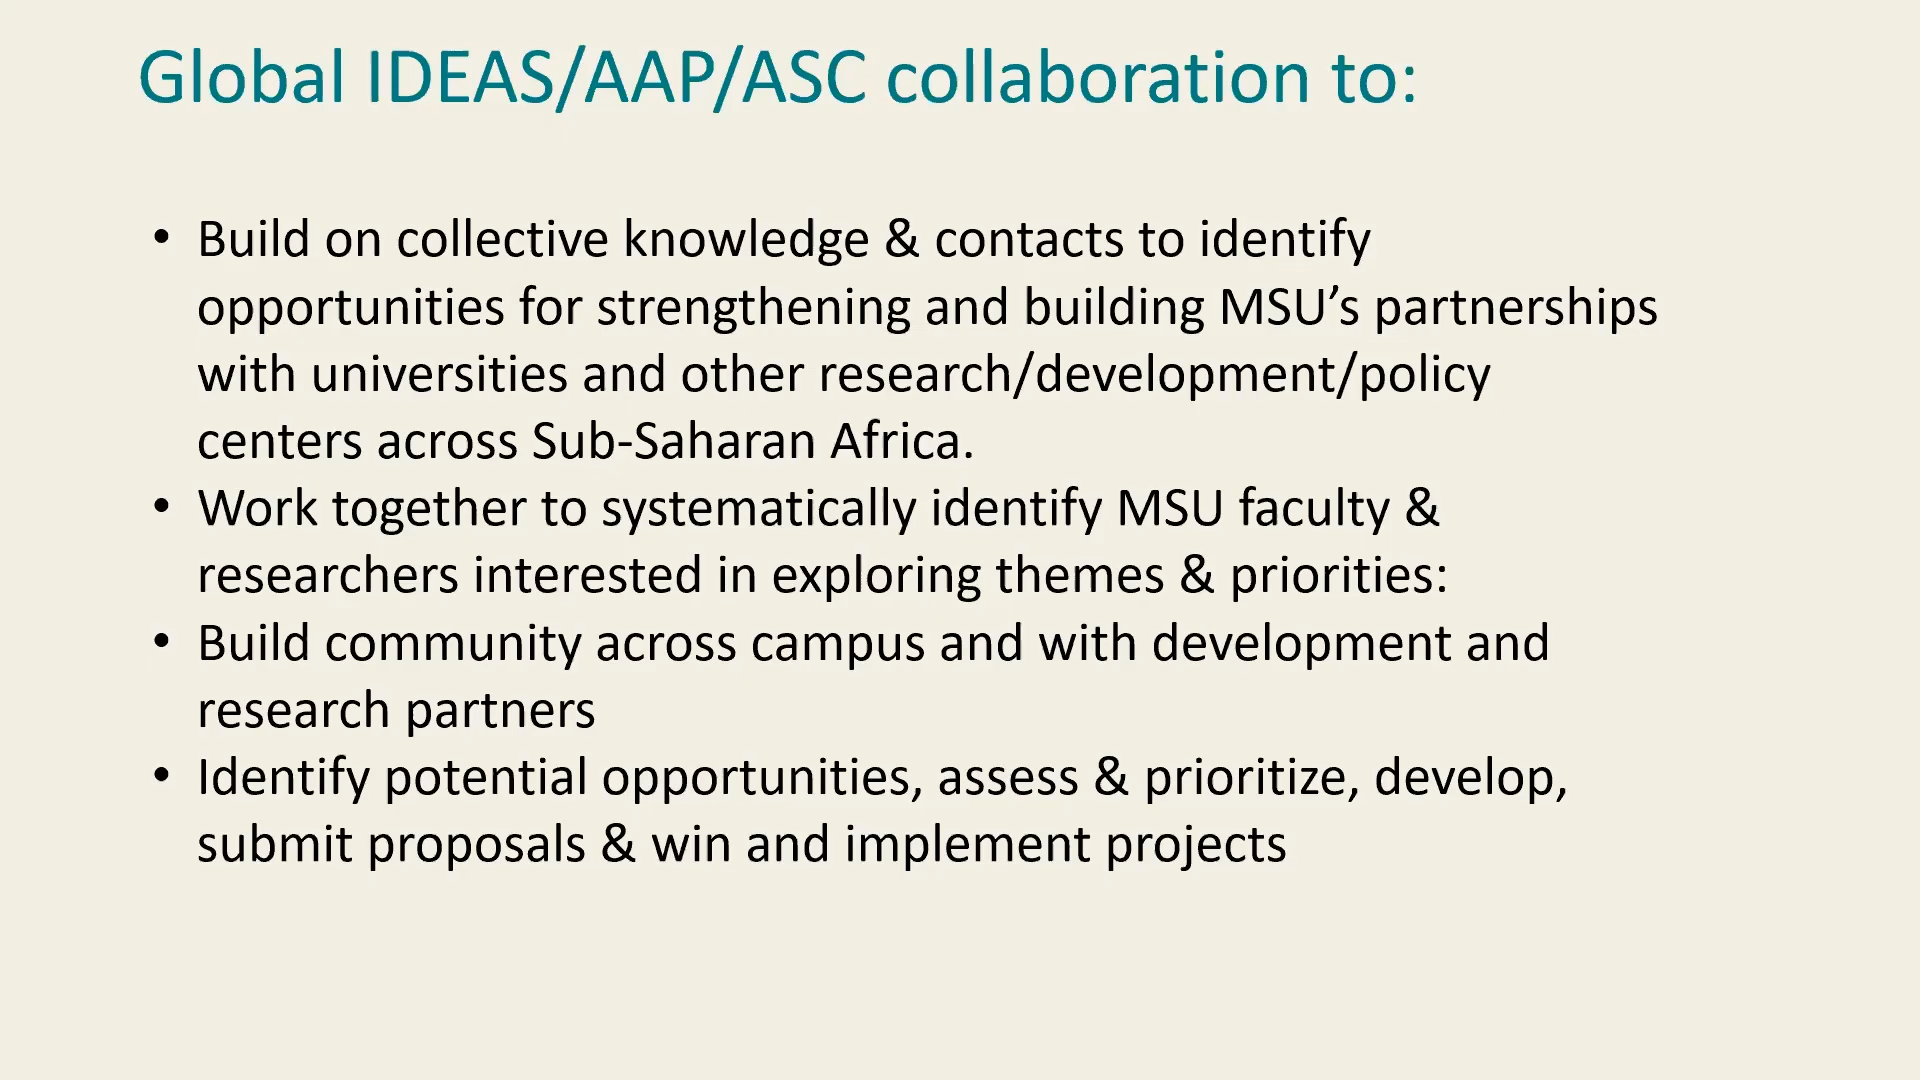 Global IDEAS/AAP/ASC collaboration to:
• Build on collective knowledge & contacts to identify
opportunities for strengthening and building MSU’s partnerships
with universities and other research/development/policy
centers across Sub-Saharan Africa.
• Work together to systematically identify MSU faculty &
researchers interested in exploring themes & priorities:
• Build community across campus and with development and
research partners
• Identify potential opportunities, assess & prioritize, develop,
submit proposals & win and implement projects